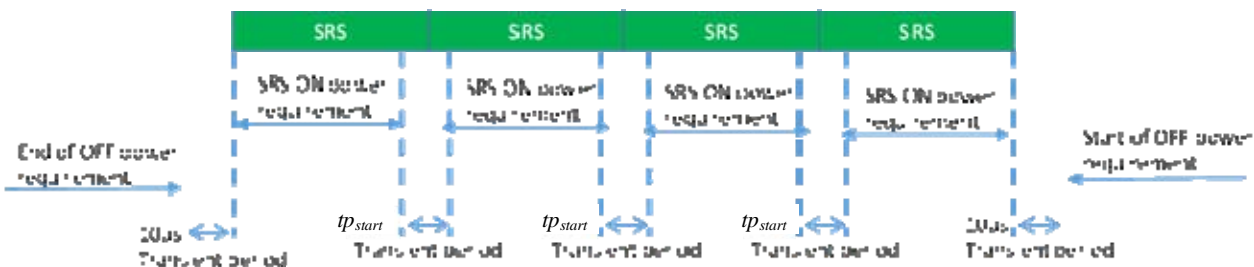 SRS SRS SRS SRS
SRS ON power requirement
SRS ON power requirement
SRS ON power requirement
SRS ON power requirement
End of OFF power requirement
Start of OFF power requirement
10us Transient period
tpstart Transient period
tpstart Transient period
tpstart Transient period
10us Transient period